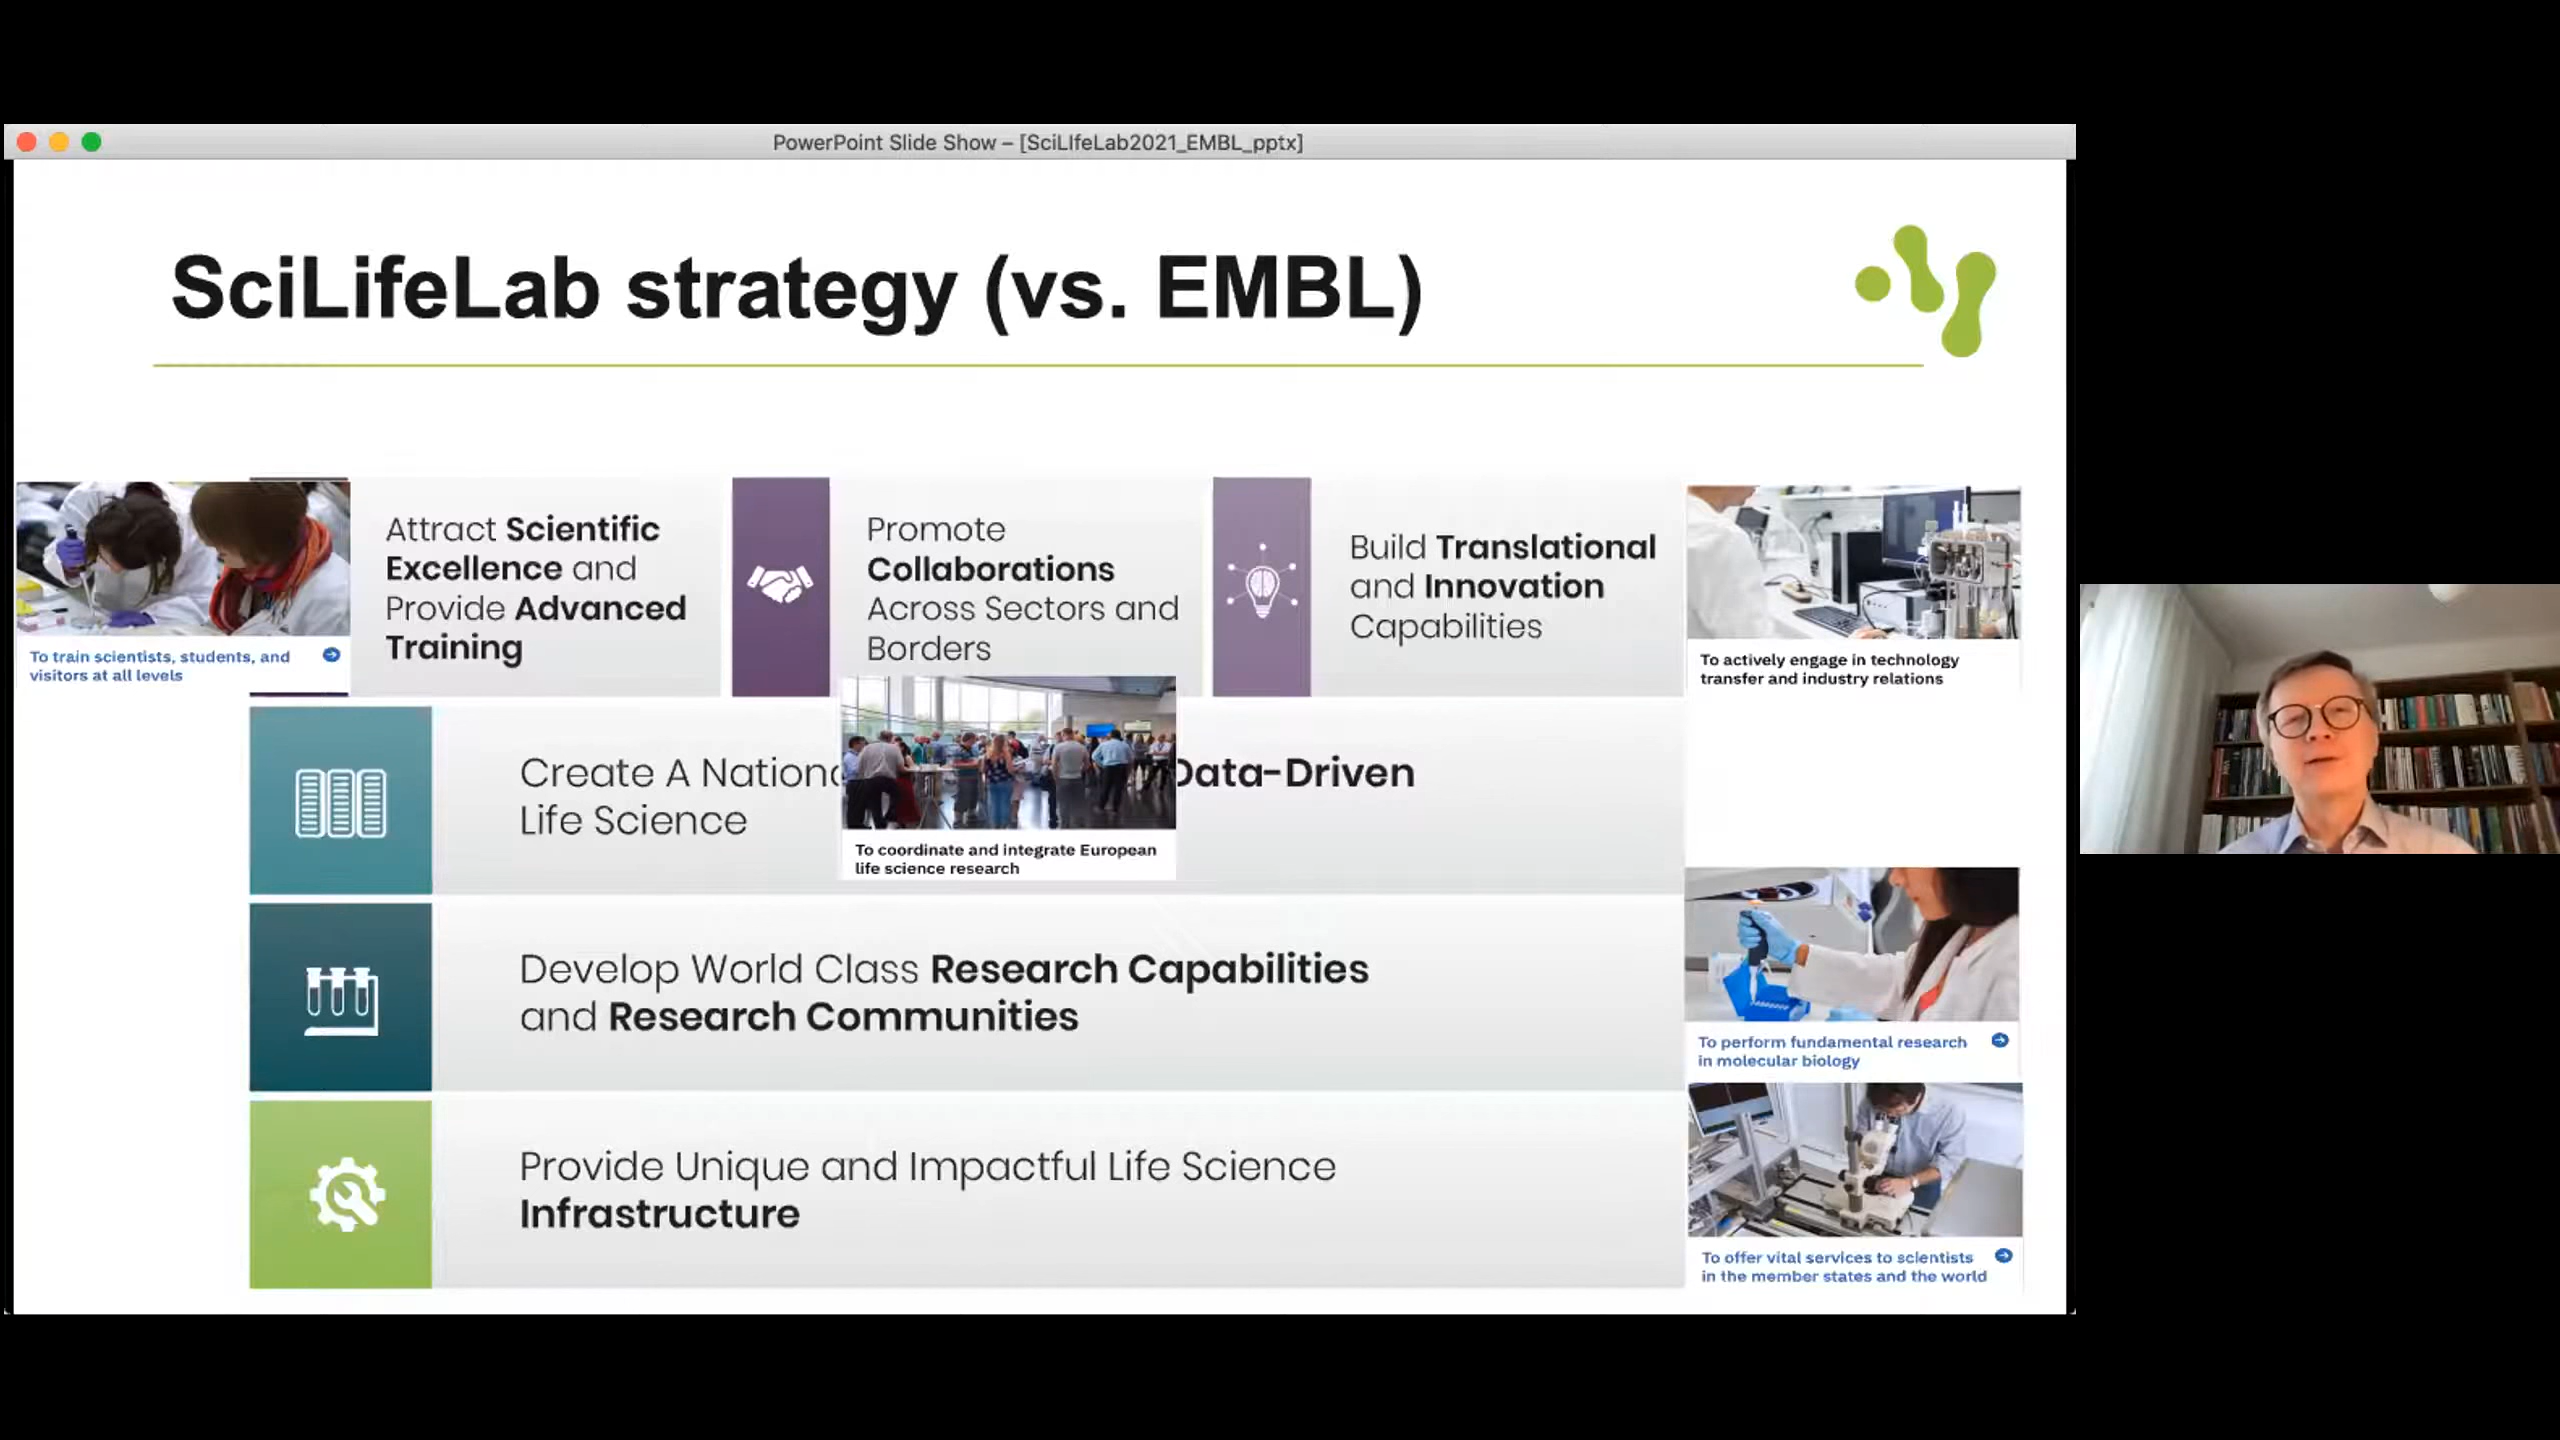 PowerPoint Slide Show – [SciLIfeLab2021_EMBL_pptx]
SciLifeLab strategy (vs. EMBL)
To train scientists, students, and
visitors at all levels
Attract Scientific
Excellence and
Provide Advanced
Training
Promote
Collaborations
Across Sectors and
Borders
Build Translational
and Innovation
Capabilities
To actively engage in technology
transfer and industry relations
Create A Data-Driven
Life Science
To coordinate and integrate European
life science research
Develop World Class Research Capabilities
and Research Communities
To perform fundamental research
in molecular biology
Provide Unique and Impactful Life Science
Infrastructure
To offer vital services to scientists
in the member states and the world